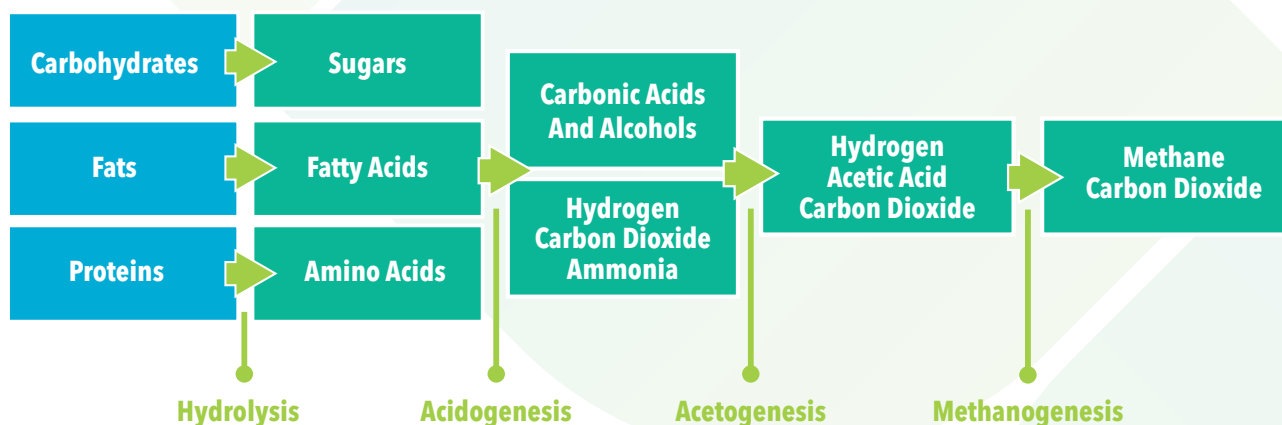 Carbohydrates
Sugars
Fats
Fatty Acids
Proteins
Amino Acids
Carbonic Acids
And Alcohols
Hydrogen
Carbon Dioxide
Ammonia
Hydrogen
Acetic Acid
Carbon Dioxide
Methane
Carbon Dioxide
Hydrolysis
Acidogenesis
Acetogenesis
Methanogenesis